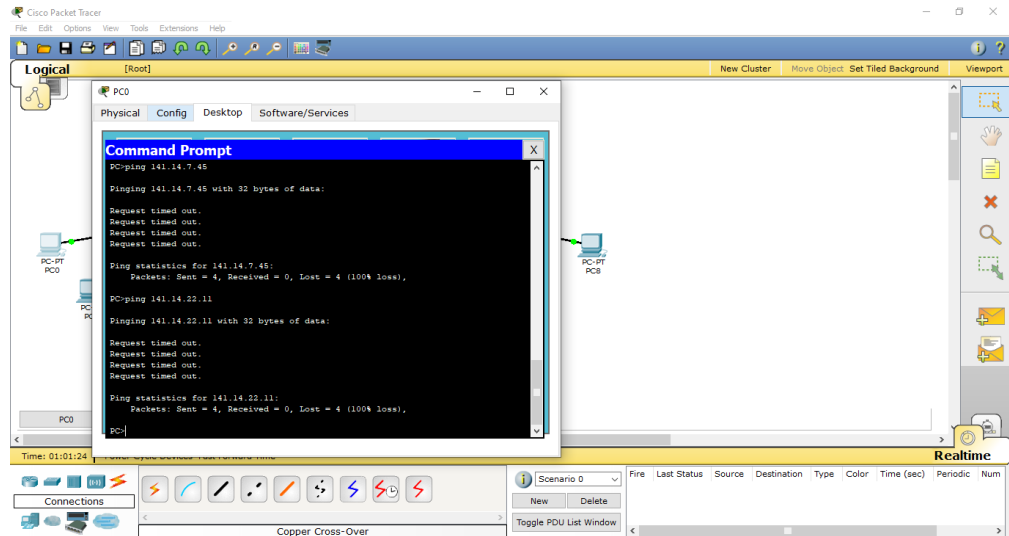 Cisco Packet Tracer
File Edit Options View Tools Extensions Help
Logical [Root] New Cluster Move Object Set Tiled Background Viewport
PC0
Physical Config Desktop Software/Services
Command Prompt X
PC>ping 141.14.7.45
Pinging 141.14.7.45 with 32 bytes of data:
Request timed out.
Request timed out.
Request timed out.
Request timed out.
Ping statistics for 141.14.7.45:
Packets: Sent = 4, Received = 0, Lost = 4 (100% loss),
PC>ping 141.14.22.11
Pinging 141.14.22.11 with 32 bytes of data:
Request timed out.
Request timed out.
Request timed out.
Request timed out.
Ping statistics for 141.14.22.11:
Packets: Sent = 4, Received = 0, Lost = 4 (100% loss),
PC>
PC-PT
PC0
PC-PT
PC8
PC0
Time: 01:01:24 Power Cycle Devices Fast Forward Time Realtime
Connections
Copper Cross-Over
Scenario 0
New Delete
Toggle PDU List Window
Fire Last Status Source Destination Type Color Time (sec) Periodic Num